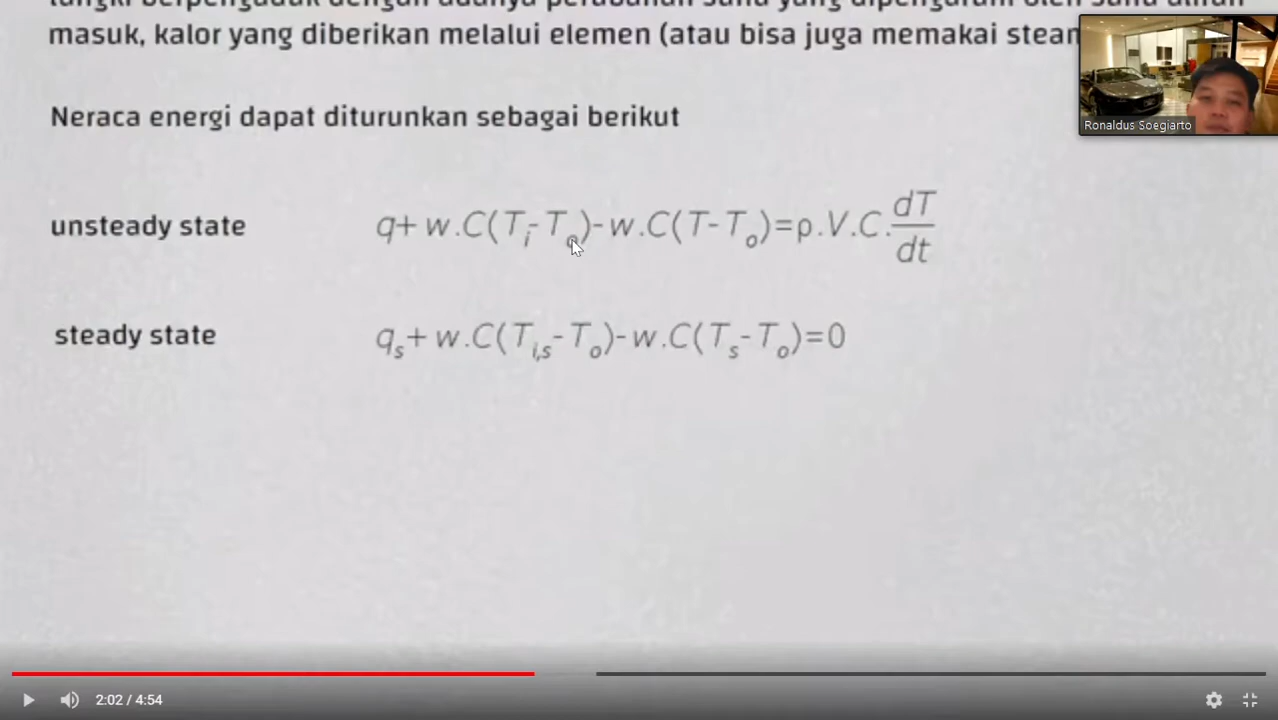 masuk, kalor yang diberikan melalui elemen (atau bisa juga memakai steam
Ronaldus Soegiarto
Neraca energi dapat diturunkan sebagai berikut
unsteady state q+ w.C(T_i-T_o)-w.C(T-T_o)=ρ.V.C.dT/dt
steady state q_s+ w.C(T_i,s-T_o)-w.C(T_s-T_o)=0
2:02 / 4:54